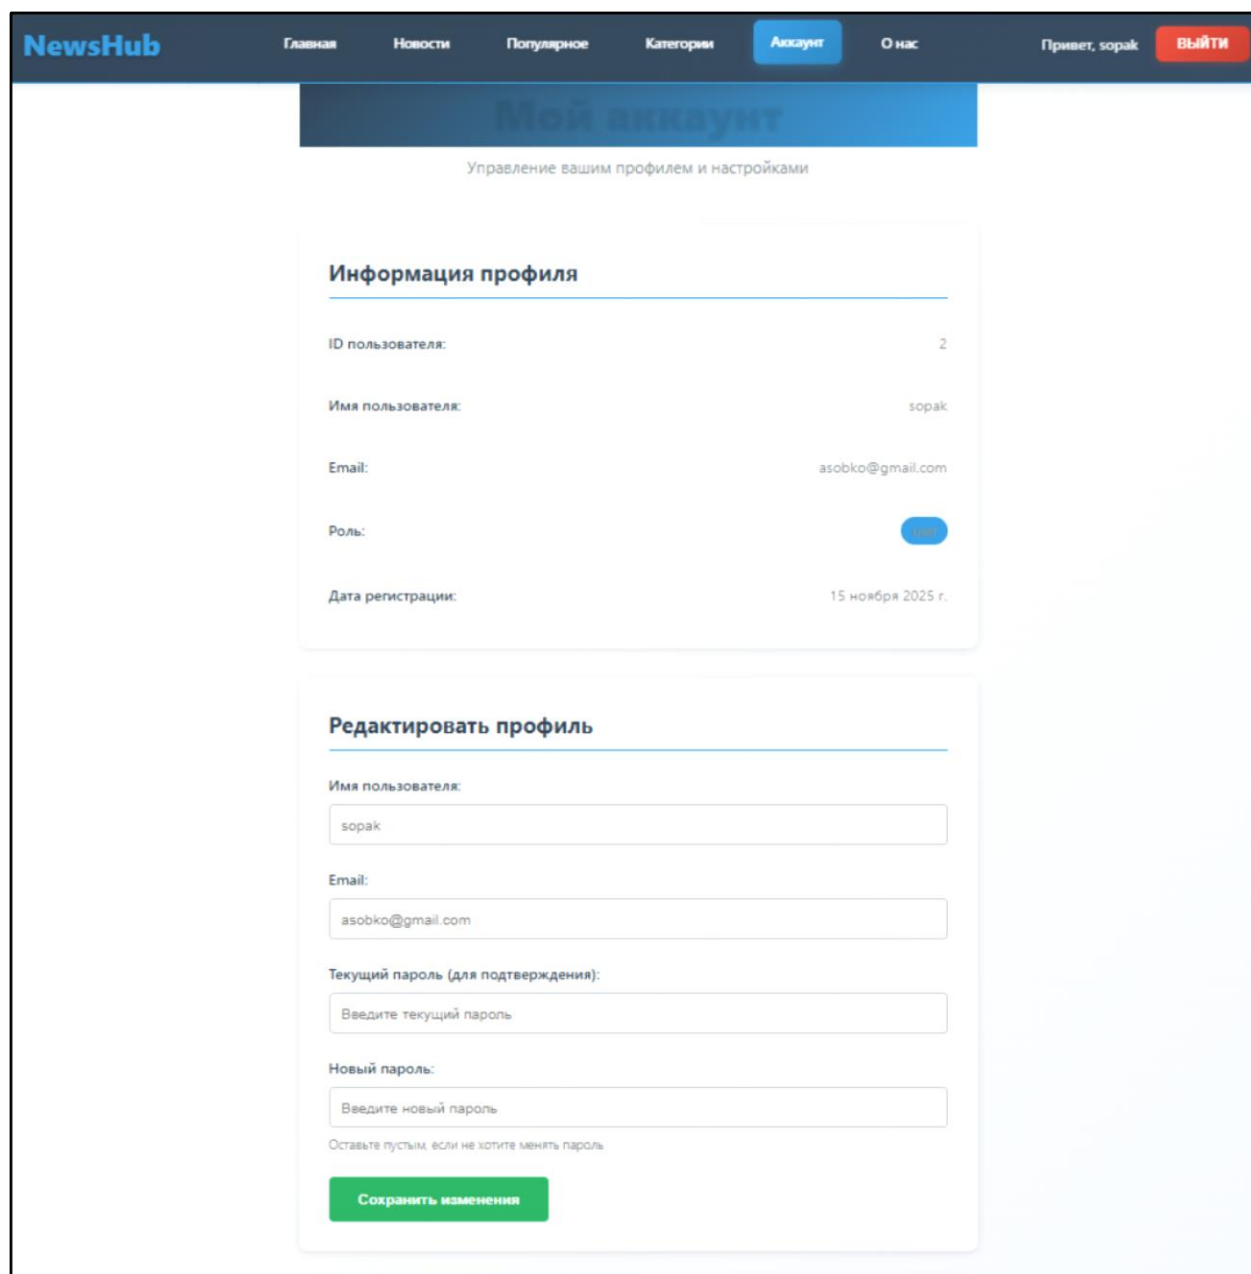 NewsHub Главная Новости Популярное Категории Аккаунт О нас Привет, sopak ВЫЙТИ
Мой аккаунт
Управление вашим профилем и настройками
Информация профиля
ID пользователя: 2
Имя пользователя: sopak
Email: asobko@gmail.com
Роль: user
Дата регистрации: 15 ноября 2025 г.
Редактировать профиль
Имя пользователя:
sopak
Email:
asobko@gmail.com
Текущий пароль (для подтверждения):
Введите текущий пароль
Новый пароль:
Введите новый пароль
Оставьте пустым, если не хотите менять пароль
Сохранить изменения